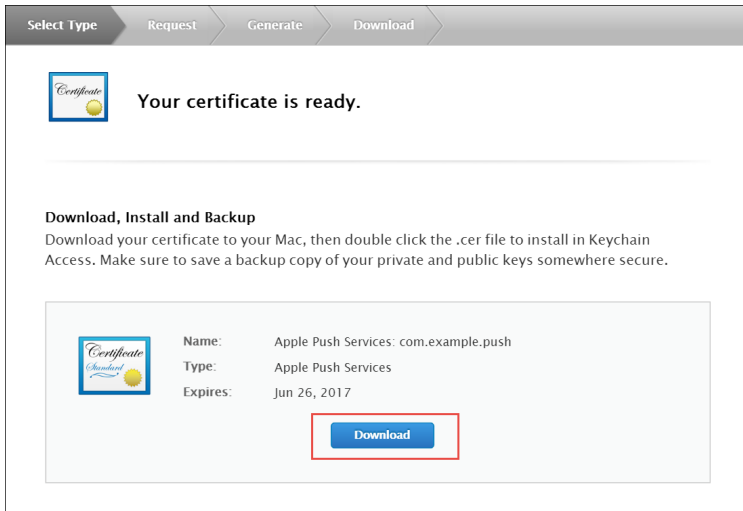 Select Type Request Generate Download
Certificate
Your certificate is ready.
Download, Install and Backup
Download your certificate to your Mac, then double click the .cer file to install in Keychain
Access. Make sure to save a backup copy of your private and public keys somewhere secure.
Certificate
Standard
Name: Apple Push Services: com.example.push
Type: Apple Push Services
Expires: Jun 26, 2017
Download